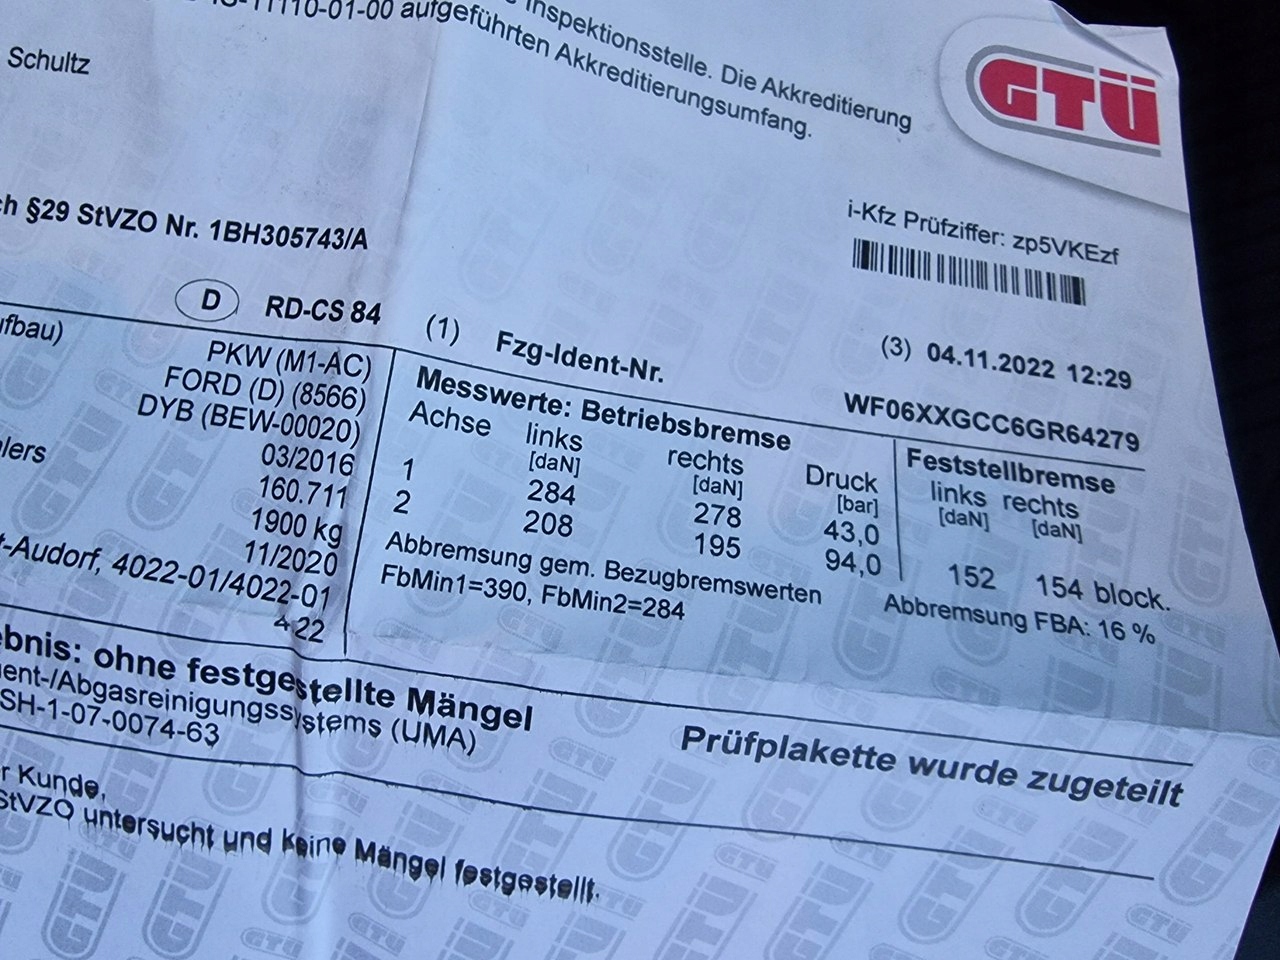 -11110-01-00 aufgeführten Akkreditierungsumfang.
Inspektionsstelle. Die Akkreditierung
GTÜ
Schultz
i-Kfz Prüfziffer: zp5VKEzf
ch §29 StVZO Nr. 1BH305743/A
D RD-CS 84 (1) Fzg-Ident-Nr. (3) 04.11.2022 12:29
WF06XXGCC6GR64279
ufbau) PKW (M1-AC)
FORD (D) (8566)
DYB (BEW-00020)
03/2016
lers 160.711
1900 kg
11/2020
t-Audorf, 4022-01/4022-01
422
Messwerte: Betriebsbremse
Achse links rechts Druck
[daN] [daN] [bar]
1 284 278 43,0
2 208 195 94,0
Abbremsung gem. Bezugbremswerten
FbMin1=390, FbMin2=284
Feststellbremse
links rechts
[daN] [daN]
152 154 block.
Abbremsung FBA: 16 %
ebnis: ohne festgestellte Mängel
Prüfplakette wurde zugeteilt
ent-/Abgasreinigungssystems (UMA)
SH-1-07-0074-63
r Kunde,
StVZO untersucht und keine Mängel festgestellt.